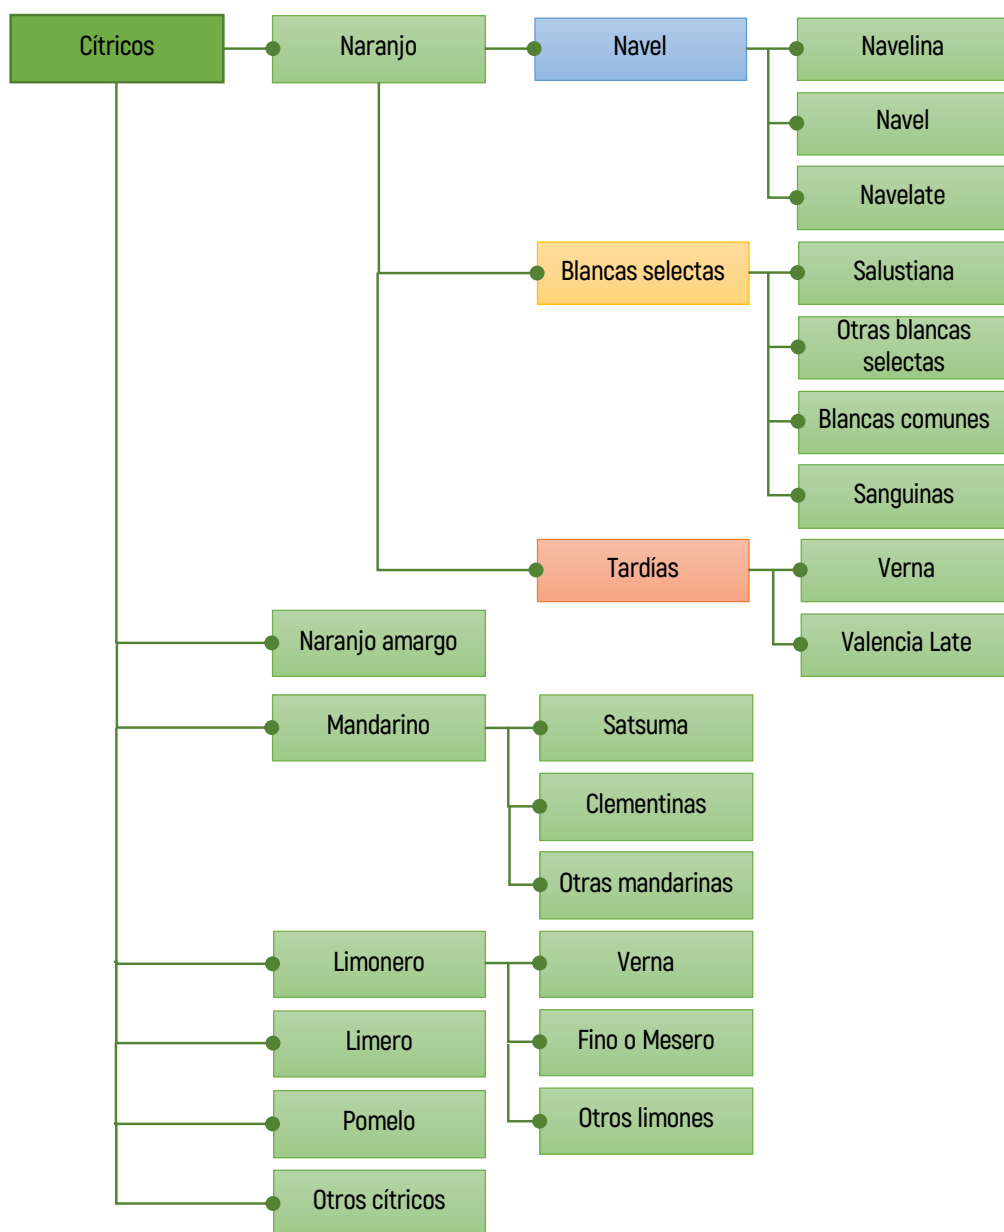 Cítricos
Naranjo
Navel
Navelina
Navel
Navelate
Blancas selectas
Salustiana
Otras blancas
selectas
Blancas comunes
Sanguinas
Tardías
Verna
Valencia Late
Naranjo amargo
Mandarino
Satsuma
Clementinas
Otras mandarinas
Limonero
Verna
Fino o Mesero
Otros limones
Limero
Pomelo
Otros cítricos